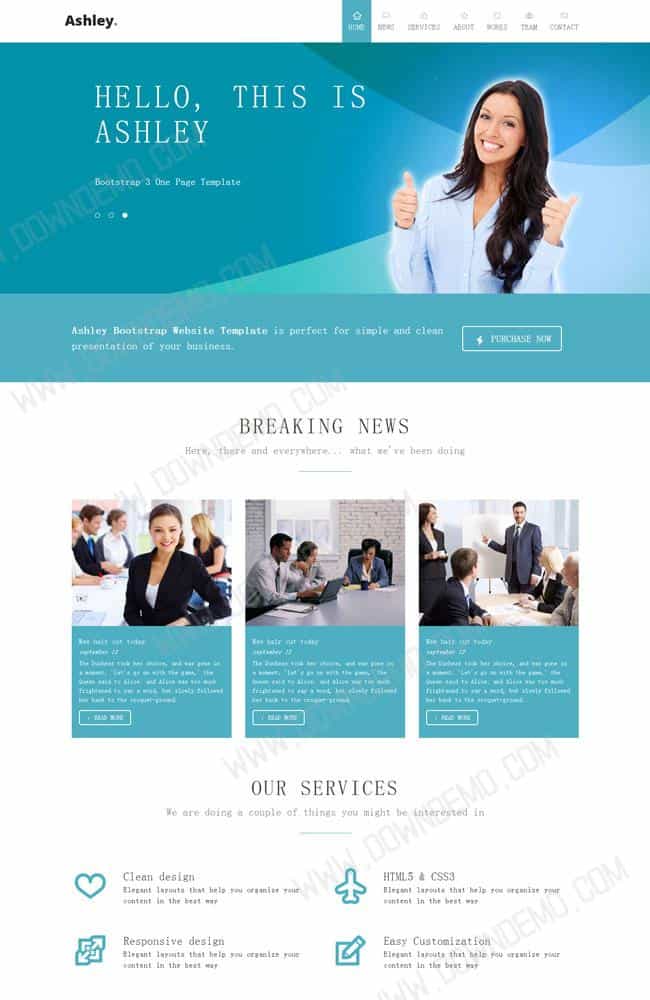 Ashley.
HOME NEWS SERVICES ABOUT WORKS TEAM CONTACT
HELLO, THIS IS
ASHLEY
Bootstrap 3 One Page Template
Ashley Bootstrap Website Template is perfect for simple and clean
presentation of your business.
PURCHASE NOW
BREAKING NEWS
Here, there and everywhere... what we've been doing
New hair cut today
september 12
The Duchess took her choice, and was gone in
a moment. 'Let's go on with the game,' the
Queen said to Alice. and Alice was too much
frightened to say a word, but slowly followed
her back to the croquet-ground.
› READ MORE
New hair cut today
september 12
The Duchess took her choice, and was gone in
a moment. 'Let's go on with the game,' the
Queen said to Alice. and Alice was too much
frightened to say a word, but slowly followed
her back to the croquet-ground.
› READ MORE
New hair cut today
september 12
The Duchess took her choice, and was gone in
a moment. 'Let's go on with the game,' the
Queen said to Alice. and Alice was too much
frightened to say a word, but slowly followed
her back to the croquet-ground.
› READ MORE
OUR SERVICES
We are doing a couple of things you might be interested in
Clean design
Elegant layouts that help you organize your
content in the best way
HTML5 & CSS3
Elegant layouts that help you organize your
content in the best way
Responsive design
Elegant layouts that help you organize your
content in the best way
Easy Customization
Elegant layouts that help you organize your
content in the best way
WWW.DOWNDEMO.COM